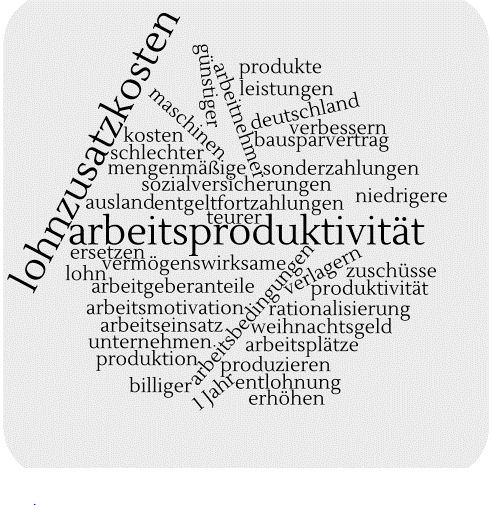 lohnzusatzkosten
günstiger
arbeitnehmer
produkte
leistungen
maschinen
deutschland
verbessern
kosten
bausparvertrag
schlechter
mengenmäßige
sonderzahlungen
sozialversicherungen
niedrigere
ausland
entgeltfortzahlungen
teurer
arbeitsproduktivität
ersetzen
vermögenswirksame
lohn
verlagern
zuschüsse
arbeitgeberanteile
produktivität
arbeitsbedingungen
arbeitsmotivation
rationalisierung
arbeitseinsatz
weihnachtsgeld
unternehmen
arbeitsplätze
produktion
produzieren
billiger
1 Jahr
entlohnung
erhöhen